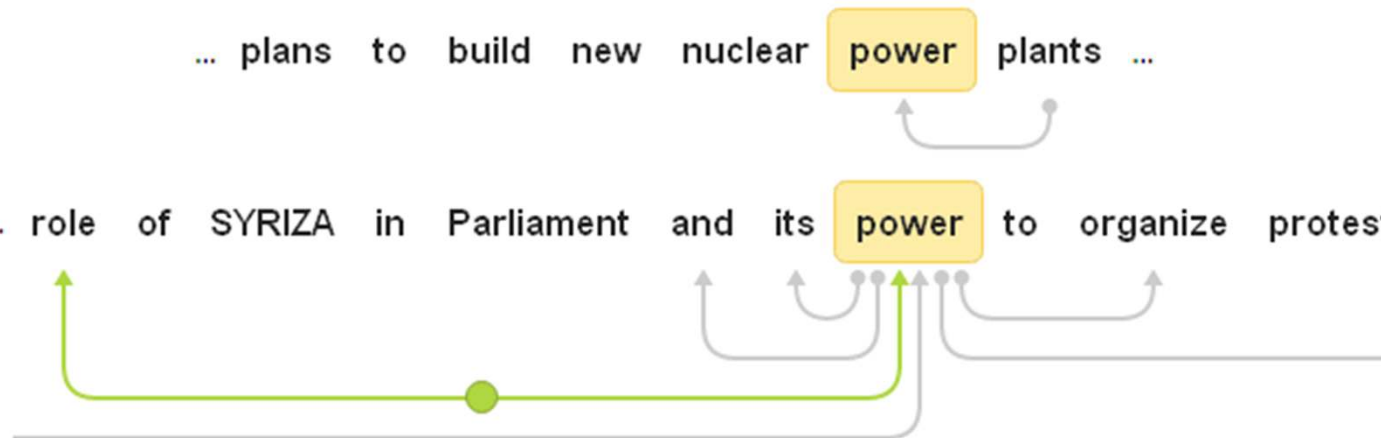 ... plans to build new nuclear power plants ...
role of SYRIZA in Parliament and its power to organize